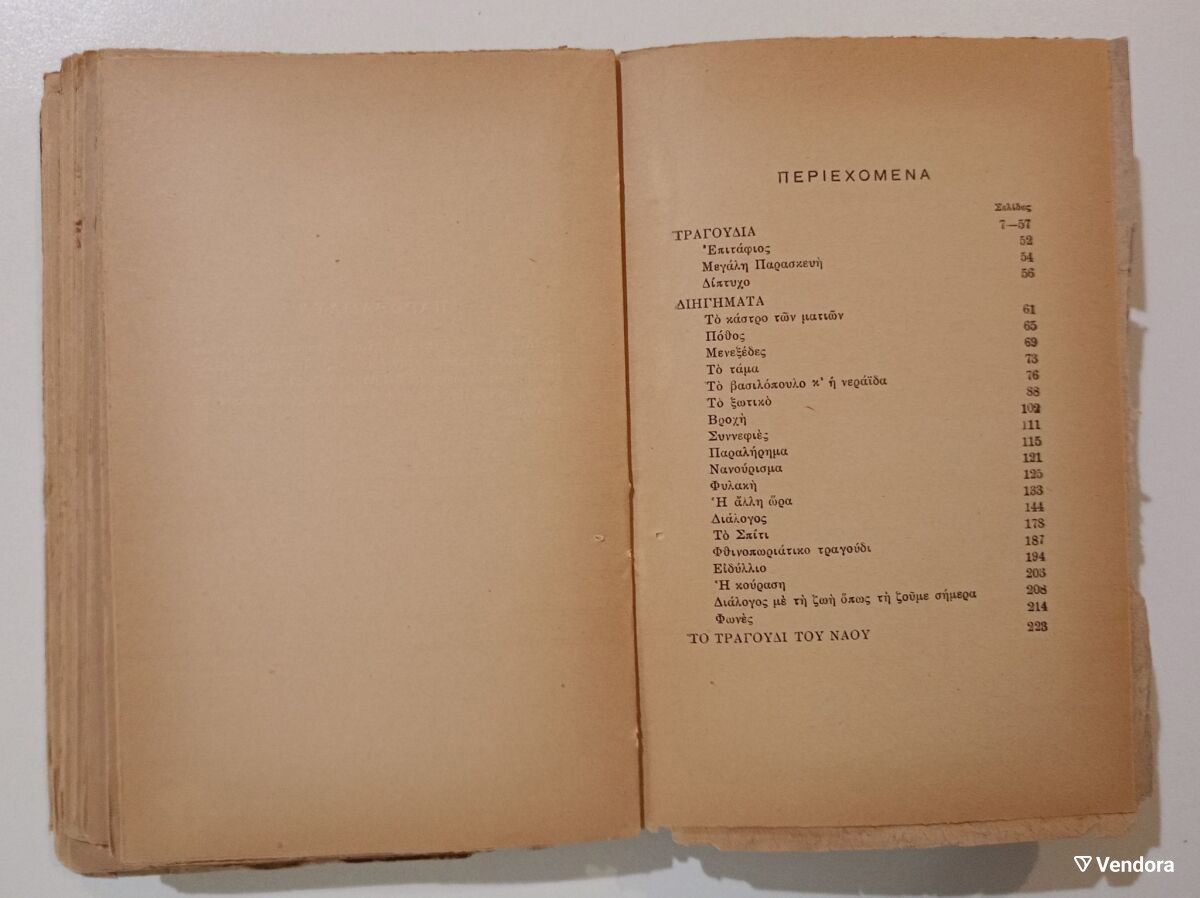 ΠΕΡΙΕΧΟΜΕΝΑ
Σελίδες
ΤΡΑΓΟΥΔΙΑ 7—57
Ἐπιτάφιος 52
Μεγάλη Παρασκευὴ 54
Δίπτυχο 56
ΔΙΗΓΗΜΑΤΑ
Τὸ κάστρο τῶν ματιῶν 61
Πόθος 65
Μενεξέδες 69
Τὸ τάμα 73
Τὸ βασιλόπουλο κ' ἡ νεράϊδα 76
Τὸ ξωτικὸ 88
Βροχὴ 102
Συννεφιὲς 111
Παραλήρημα 115
Νανούρισμα 121
Φυλακὴ 125
Ἡ ἄλλη ὥρα 133
Διάλογος 144
Τὸ Σπίτι 178
Φθινοπωριάτικο τραγούδι 187
Εἰδύλλιο 194
Ἡ κούραση 203
Διάλογος μὲ τὴ ζωὴ ὅπως τὴ ζοῦμε σήμερα 208
Φωνὲς 214
ΤΟ ΤΡΑΓΟΥΔΙ ΤΟΥ ΝΑΟΥ 223
Vendora